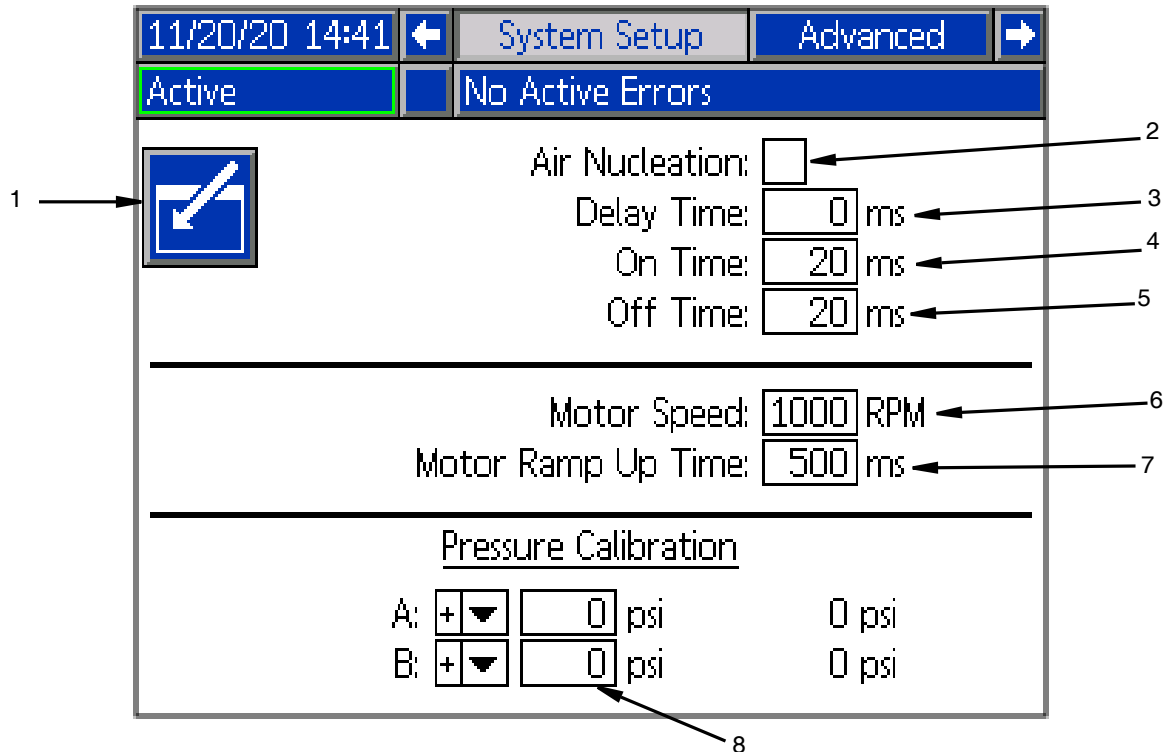 11/20/20 14:41 System Setup Advanced
Active No Active Errors
1
Air Nucleation: 2
Delay Time: 0 ms 3
On Time: 20 ms 4
Off Time: 20 ms 5
Motor Speed: 1000 RPM 6
Motor Ramp Up Time: 500 ms 7
Pressure Calibration
A: + 0 psi 0 psi
B: + 0 psi 0 psi
8